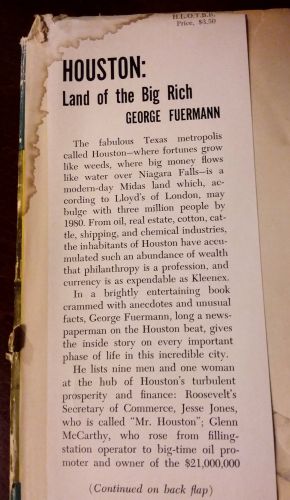 H.L.O.T.B.R.
Price, $3.50
HOUSTON:
Land of the Big Rich
GEORGE FUERMANN
The fabulous Texas metropolis
called Houston—where fortunes grow
like weeds, where big money flows
like water over Niagara Falls—is a
modern-day Midas land which, ac-
cording to Lloyd's of London, may
bulge with three million people by
1980. From oil, real estate, cotton, cat-
tle, shipping, and chemical industries,
the inhabitants of Houston have accu-
mulated such an abundance of wealth
that philanthropy is a profession, and
currency is as expendable as Kleenex.
In a brightly entertaining book
crammed with anecdotes and unusual
facts, George Fuermann, long a news-
paperman on the Houston beat, gives
the inside story on every important
phase of life in this incredible city.
He lists nine men and one woman
at the hub of Houston's turbulent
prosperity and finance: Roosevelt's
Secretary of Commerce, Jesse Jones,
who is called "Mr. Houston"; Glenn
McCarthy, who rose from filling-
station operator to big-time oil pro-
moter and owner of the $21,000,000
(Continued on back flap)